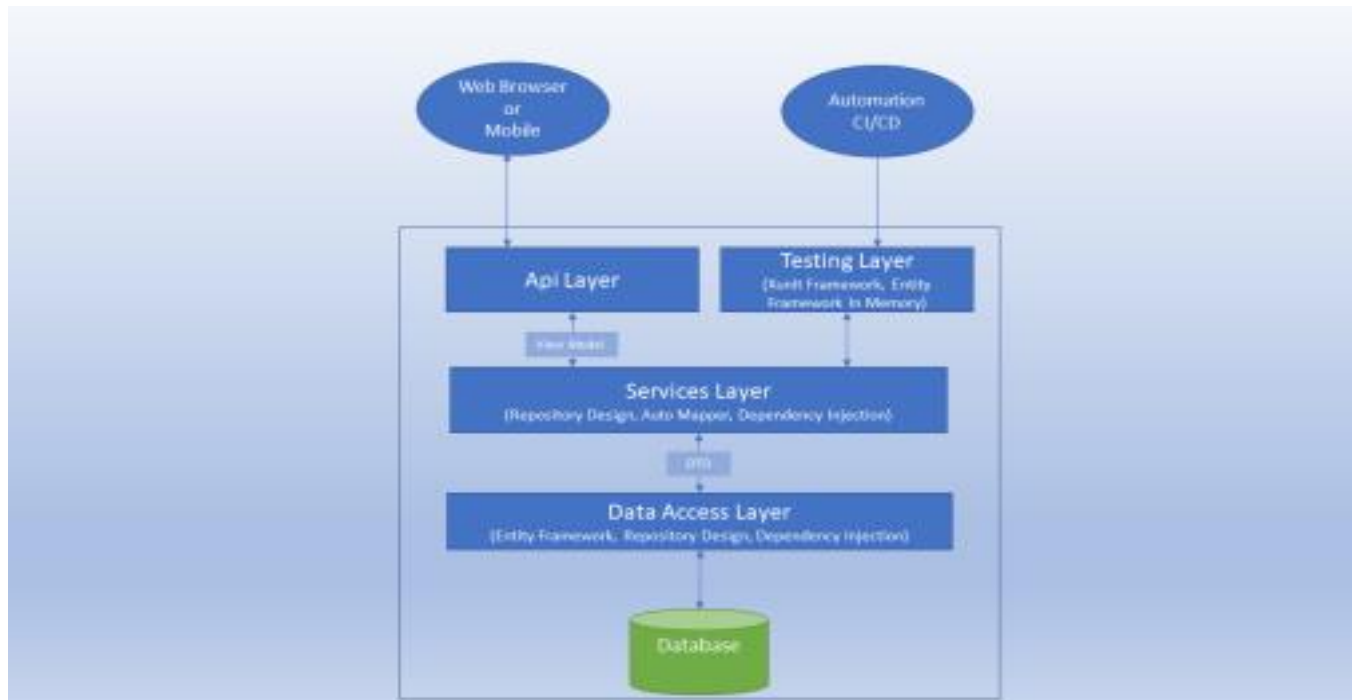 Web Browser
or
Mobile
Automation
CI/CD
Api Layer
Testing Layer
(Xunit Framework, Entity
Framework In Memory)
View Model
Services Layer
(Repository Design, Auto Mapper, Dependency Injection)
DTO
Data Access Layer
(Entity Framework, Repository Design, Dependency Injection)
Database